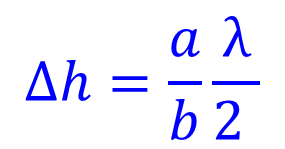 Δh = a/b λ/2